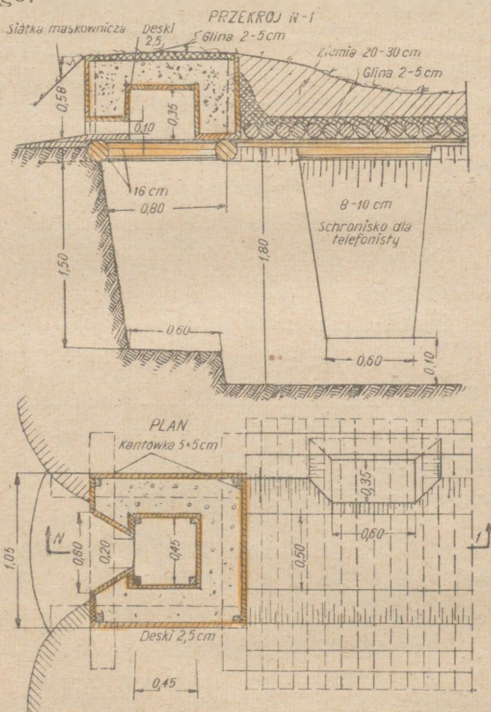 PRZEKRÓJ N-1
Siatka maskownicza
Deski
2,5
Glina 2-5cm
Ziemia 20-30cm
Glina 2-5cm
0,58
0,35
0,10
16 cm
0,80
8-10 cm
Schronisko dla
telefonisty
1,50
1,80
0,60
0,60
0,10
PLAN
Kantówka 5×5cm
0,35
0,60
1,05
N
0,60
0,20
0,45
0,50
1
Deski 2,5cm
0,45